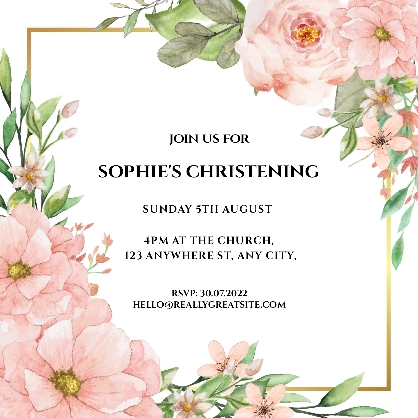 JOIN US FOR
SOPHIE'S CHRISTENING
SUNDAY 5TH AUGUST
4PM AT THE CHURCH,
123 ANYWHERE ST, ANY CITY,
RSVP: 30.07.2022
HELLO@REALLYGREATSITE.COM